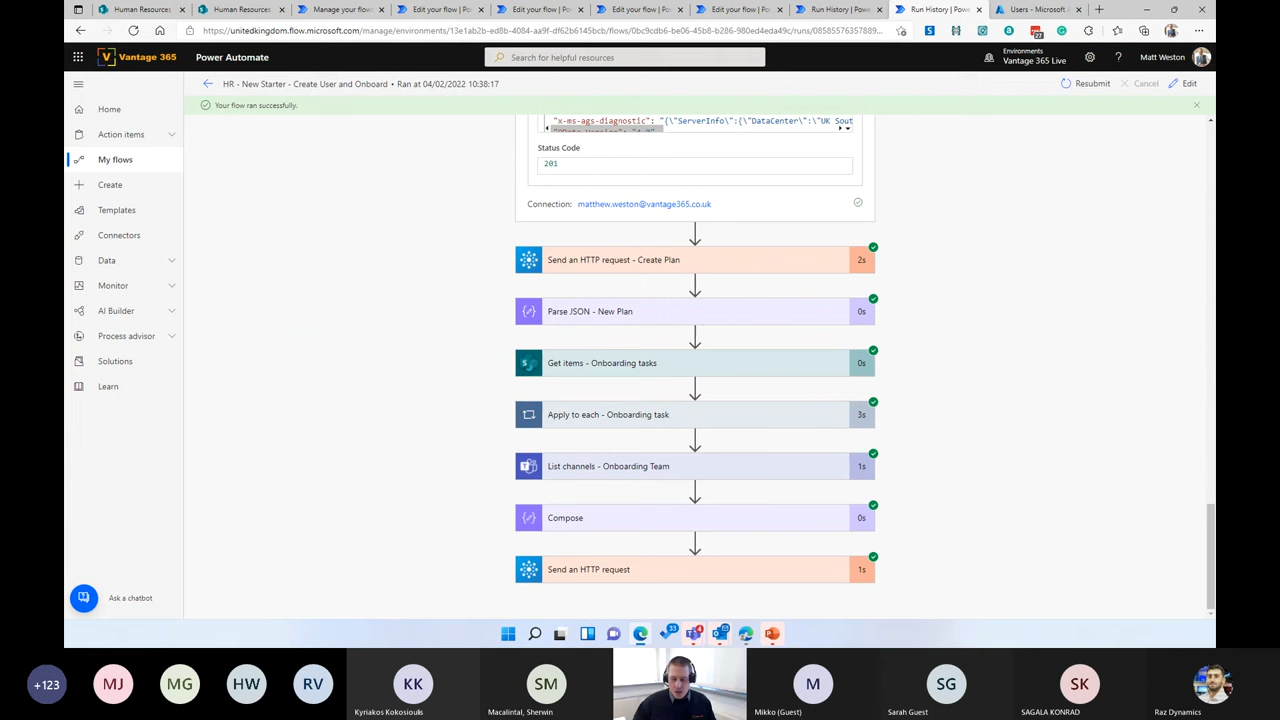 Human Resources
Human Resources
Manage your flows
Edit your flow | Po
Edit your flow | Po
Edit your flow | Po
Edit your flow | Po
Run History | Powe
Run History | Powe
Users - Microsoft A
https://unitedkingdom.flow.microsoft.com/manage/environments/13e1ab2b-ed8b-4084-aa9f-df62b6145bcb/flows/0bc9cdb6-be06-45b8-b286-980ed4eda49c/runs/08585576357889...
27
Vantage 365
Power Automate
Search for helpful resources
Environments
Vantage 365 Live
Matt Weston
HR - New Starter - Create User and Onboard • Ran at 04/02/2022 10:38:17
Resubmit
Cancel
Edit
Your flow ran successfully.
Home
Action items
My flows
Create
Templates
Connectors
Data
Monitor
AI Builder
Process advisor
Solutions
Learn
Ask a chatbot
"x-ms-ags-diagnostic": "{\"ServerInfo\":{\"DataCenter\":\"UK Sout
Status Code
201
Connection: matthew.weston@vantage365.co.uk
Send an HTTP request - Create Plan 2s
Parse JSON - New Plan 0s
Get items - Onboarding tasks 0s
Apply to each - Onboarding task 3s
List channels - Onboarding Team 1s
Compose 0s
Send an HTTP request 1s
33
4
+123
MJ
MG
HW
RV
KK
SM
M
SG
SK
Kyriakos Kokosioulis
Macalintal, Sherwin
Mikko (Guest)
Sarah Guest
SAGALA KONRAD
Raz Dynamics